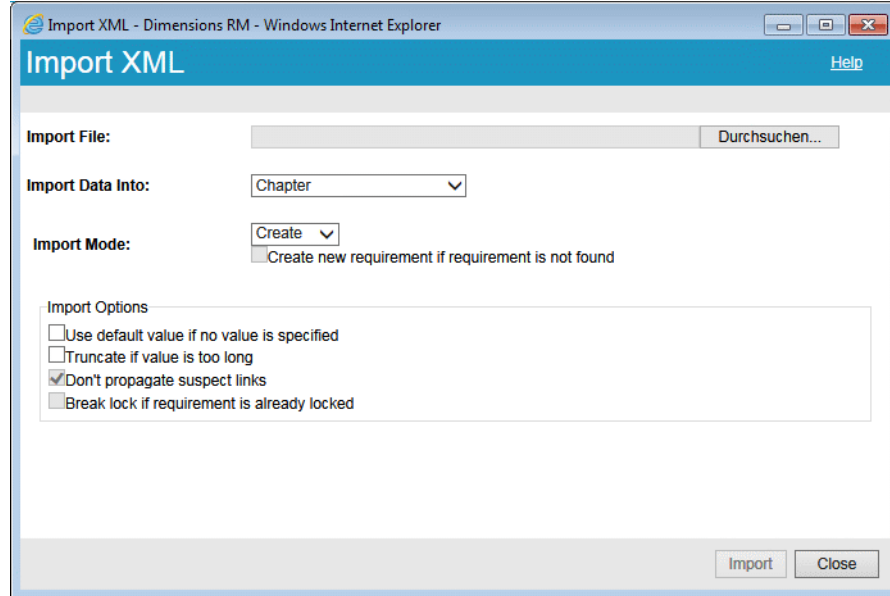 Import XML - Dimensions RM - Windows Internet Explorer
Import XML
Help
Import File:
Durchsuchen...
Import Data Into:
Chapter
Import Mode:
Create
Create new requirement if requirement is not found
Import Options
Use default value if no value is specified
Truncate if value is too long
Don't propagate suspect links
Break lock if requirement is already locked
Import
Close